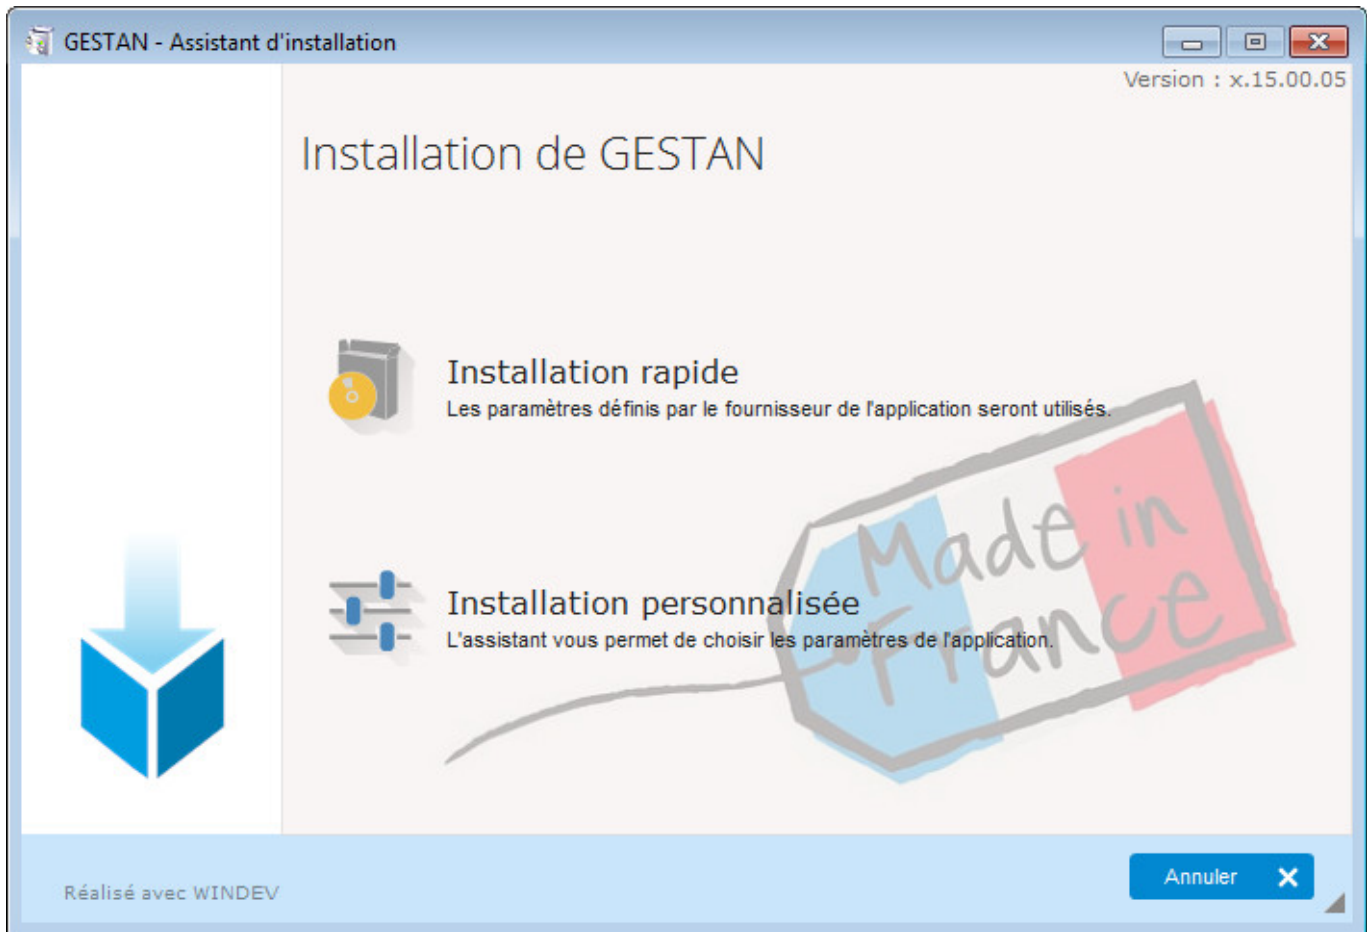 GESTAN - Assistant d'installation
Version : x.15.00.05
Installation de GESTAN
Installation rapide
Les paramètres définis par le fournisseur de l'application seront utilisés.
Made in
France
Installation personnalisée
L'assistant vous permet de choisir les paramètres de l'application.
Annuler
Réalisé avec WINDEV